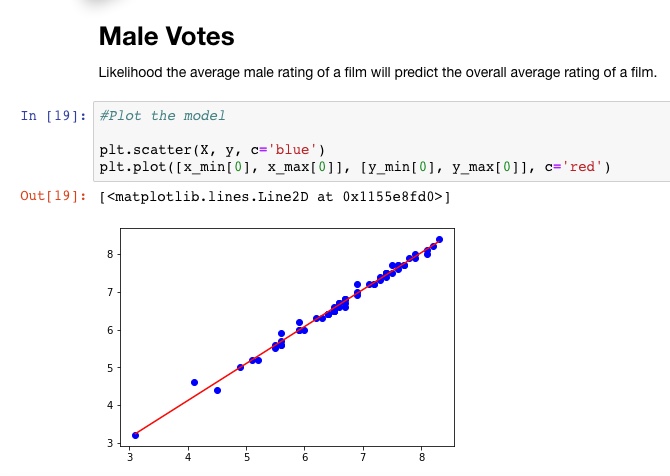 Male Votes
Likelihood the average male rating of a film will predict the overall average rating of a film.
In [19]: #Plot the model
plt.scatter(X, y, c='blue')
plt.plot([x_min[0], x_max[0]], [y_min[0], y_max[0]], c='red')
Out[19]: [<matplotlib.lines.Line2D at 0x1155e8fd0>]
8
7
6
5
4
3
3 4 5 6 7 8